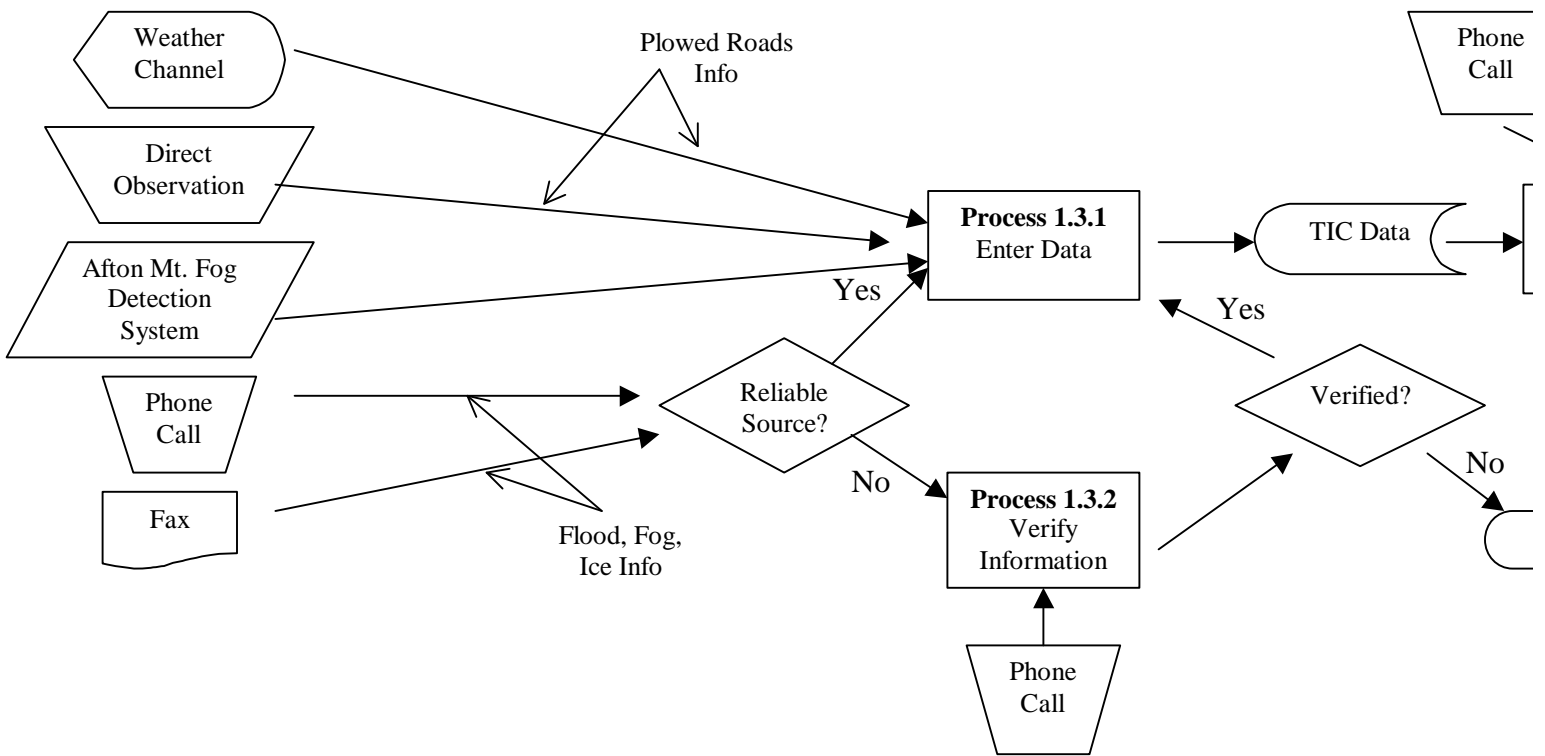 Weather
Channel
Plowed Roads
Info
Phone
Call
Direct
Observation
Process 1.3.1
Enter Data
TIC Data
Afton Mt. Fog
Detection
System
Yes
Yes
Phone
Call
Reliable
Source?
Verified?
No
No
Fax
Flood, Fog,
Ice Info
Process 1.3.2
Verify
Information
Phone
Call